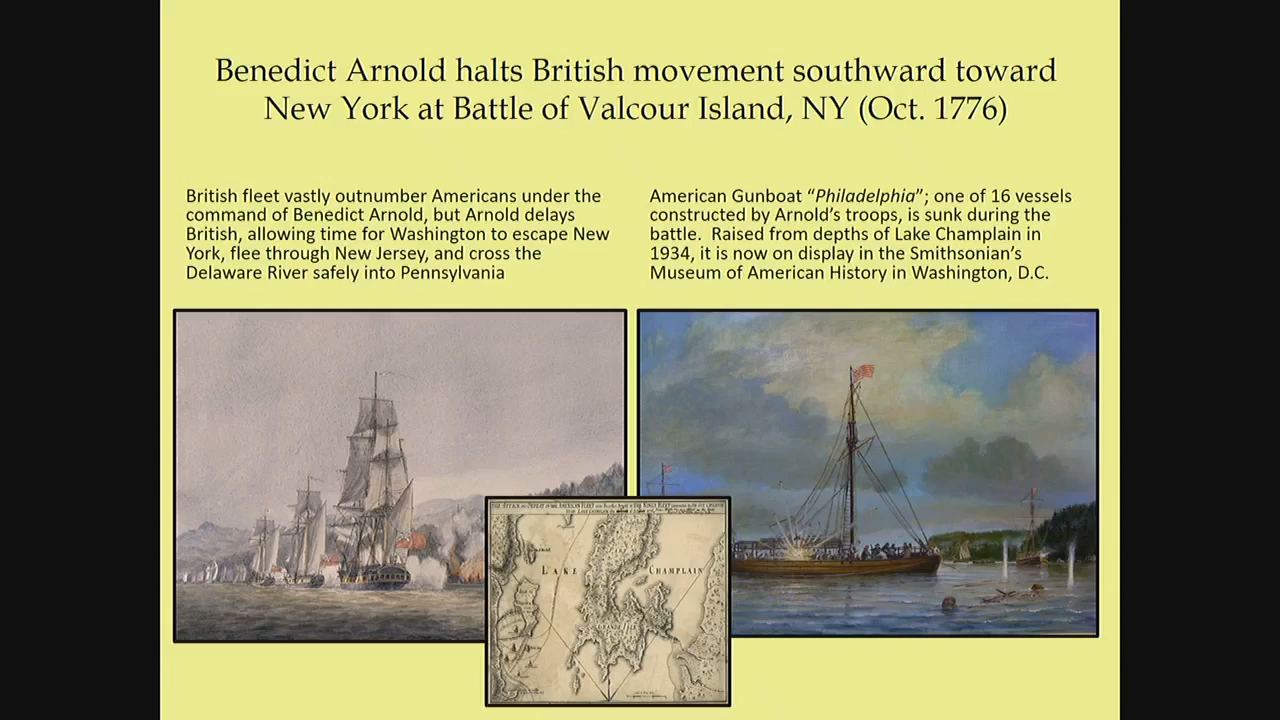 Benedict Arnold halts British movement southward toward
New York at Battle of Valcour Island, NY (Oct. 1776)
British fleet vastly outnumber Americans under the
command of Benedict Arnold, but Arnold delays
British, allowing time for Washington to escape New
York, flee through New Jersey, and cross the
Delaware River safely into Pennsylvania
American Gunboat “Philadelphia”; one of 16 vessels
constructed by Arnold’s troops, is sunk during the
battle.  Raised from depths of Lake Champlain in
1934, it is now on display in the Smithsonian’s
Museum of American History in Washington, D.C.
LAKE CHAMPLAIN